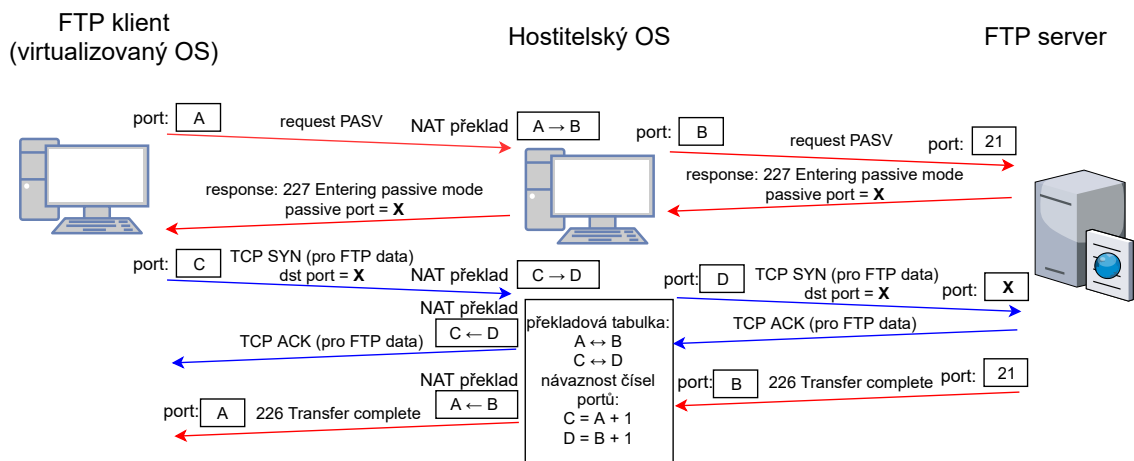 FTP klient
(virtualizovaný OS)
Hostitelský OS
FTP server
port: A
request PASV
NAT překlad A → B
port: B
request PASV
port: 21
response: 227 Entering passive mode
passive port = X
response: 227 Entering passive mode
passive port = X
port: C
TCP SYN (pro FTP data)
dst port = X
NAT překlad C → D
port: D
TCP SYN (pro FTP data)
dst port = X
port: X
NAT překlad
C ← D
TCP ACK (pro FTP data)
TCP ACK (pro FTP data)
překladová tabulka:
A ↔ B
C ↔ D
návaznost čísel
portů:
C = A + 1
D = B + 1
NAT překlad
A ← B
port: A
226 Transfer complete
port: B
226 Transfer complete
port: 21